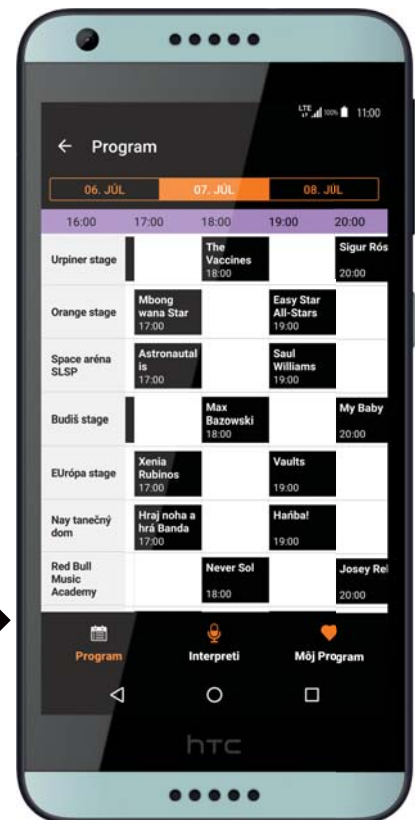 LTE 100% 11:00
Program
06. JÚL 07. JÚL 08. JÚL
16:00 17:00 18:00 19:00 20:00
Urpiner stage
The
Vaccines
18:00
Sigur Rós
20:00
Orange stage
Mbong
wana Star
17:00
Easy Star
All-Stars
19:00
Space aréna
SLSP
Astronautal
is
17:00
Saul
Williams
19:00
Budiš stage
Max
Bazowski
18:00
My Baby
20:00
EUrópa stage
Xenia
Rubinos
17:00
Vaults
19:00
Nay tanečný
dom
Hraj noha a
hrá Banda
17:00
Hańba!
19:00
Red Bull
Music
Academy
Never Sol
18:00
Josey Rel
20:00
Program Interpreti Môj Program
hTC